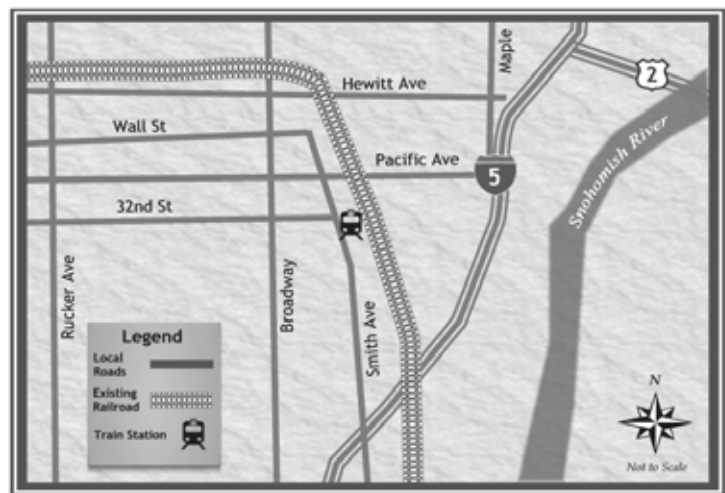 Maple
2
Hewitt Ave
Snohomish River
Wall St
Pacific Ave
5
32nd St
Rucker Ave
Broadway
Smith Ave
Legend
Local
Roads
Existing
Railroad
Train Station
N
Not to Scale